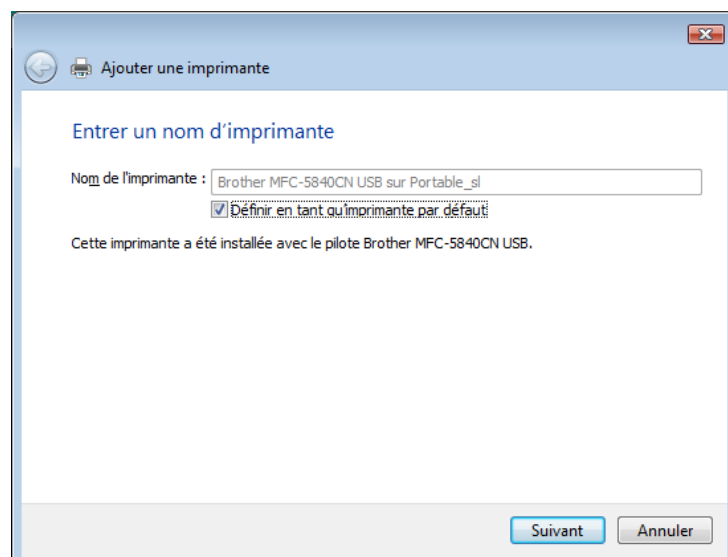 Ajouter une imprimante
Entrer un nom d'imprimante
Nom de l'imprimante : Brother MFC-5840CN USB sur Portable_sl
Définir en tant qu'imprimante par défaut
Cette imprimante a été installée avec le pilote Brother MFC-5840CN USB.
Suivant Annuler